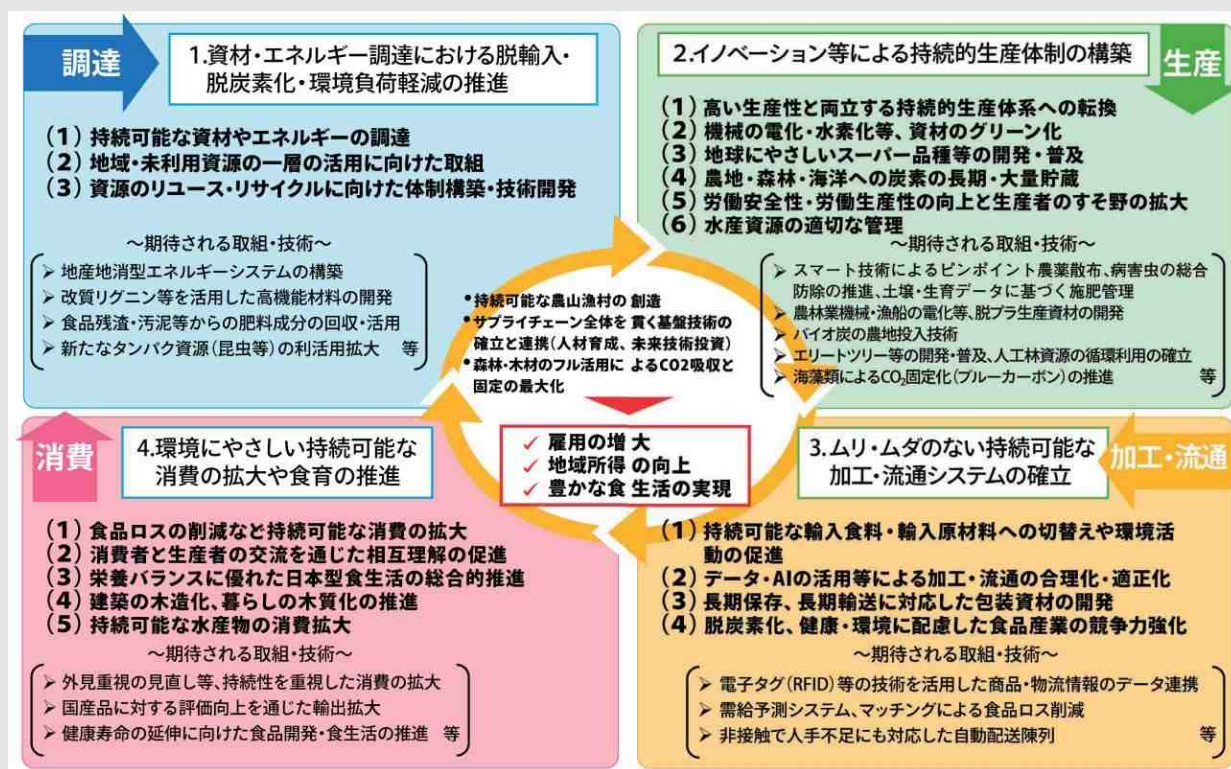 調達
1.資材・エネルギー調達における脱輸入・
脱炭素化・環境負荷軽減の推進
(1) 持続可能な資材やエネルギーの調達
(2) 地域・未利用資源の一層の活用に向けた取組
(3) 資源のリユース・リサイクルに向けた体制構築・技術開発
～期待される取組・技術～
➢ 地産地消型エネルギーシステムの構築
➢ 改質リグニン等を活用した高機能材料の開発
➢ 食品残渣・汚泥等からの肥料成分の回収・活用
➢ 新たなタンパク資源(昆虫等)の利活用拡大 等
2.イノベーション等による持続的生産体制の構築
生産
(1) 高い生産性と両立する持続的生産体系への転換
(2) 機械の電化・水素化等、資材のグリーン化
(3) 地球にやさしいスーパー品種等の開発・普及
(4) 農地・森林・海洋への炭素の長期・大量貯蔵
(5) 労働安全性・労働生産性の向上と生産者のすそ野の拡大
(6) 水産資源の適切な管理
～期待される取組・技術～
➢ スマート技術によるピンポイント農薬散布、病害虫の総合
防除の推進、土壌・生育データに基づく施肥管理
➢ 農林業機械・漁船の電化等、脱プラ生産資材の開発
➢ バイオ炭の農地投入技術
➢ エリートツリー等の開発・普及、人工林資源の循環利用の確立
➢ 海藻類によるCO₂固定化(ブルーカーボン)の推進 等
•持続可能な農山漁村の 創造
•サプライチェーン全体を 貫く基盤技術の
確立と連携(人材育成、未来技術投資)
•森林・木材のフル活用に よるCO2吸収と
固定の最大化
✓ 雇用の増 大
✓ 地域所得 の向上
✓ 豊かな食 生活の実現
消費
4.環境にやさしい持続可能な
消費の拡大や食育の推進
(1) 食品ロスの削減など持続可能な消費の拡大
(2) 消費者と生産者の交流を通じた相互理解の促進
(3) 栄養バランスに優れた日本型食生活の総合的推進
(4) 建築の木造化、暮らしの木質化の推進
(5) 持続可能な水産物の消費拡大
～期待される取組・技術～
➢ 外見重視の見直し等、持続性を重視した消費の拡大
➢ 国産品に対する評価向上を通じた輸出拡大
➢ 健康寿命の延伸に向けた食品開発・食生活の推進 等
3.ムリ・ムダのない持続可能な
加工・流通システムの確立
加工・流通
(1) 持続可能な輸入食料・輸入原材料への切替えや環境活
動の促進
(2) データ・AIの活用等による加工・流通の合理化・適正化
(3) 長期保存、長期輸送に対応した包装資材の開発
(4) 脱炭素化、健康・環境に配慮した食品産業の競争力強化
～期待される取組・技術～
➢ 電子タグ(RFID)等の技術を活用した商品・物流情報のデータ連携
➢ 需給予測システム、マッチングによる食品ロス削減
➢ 非接触で人手不足にも対応した自動配送陳列 等